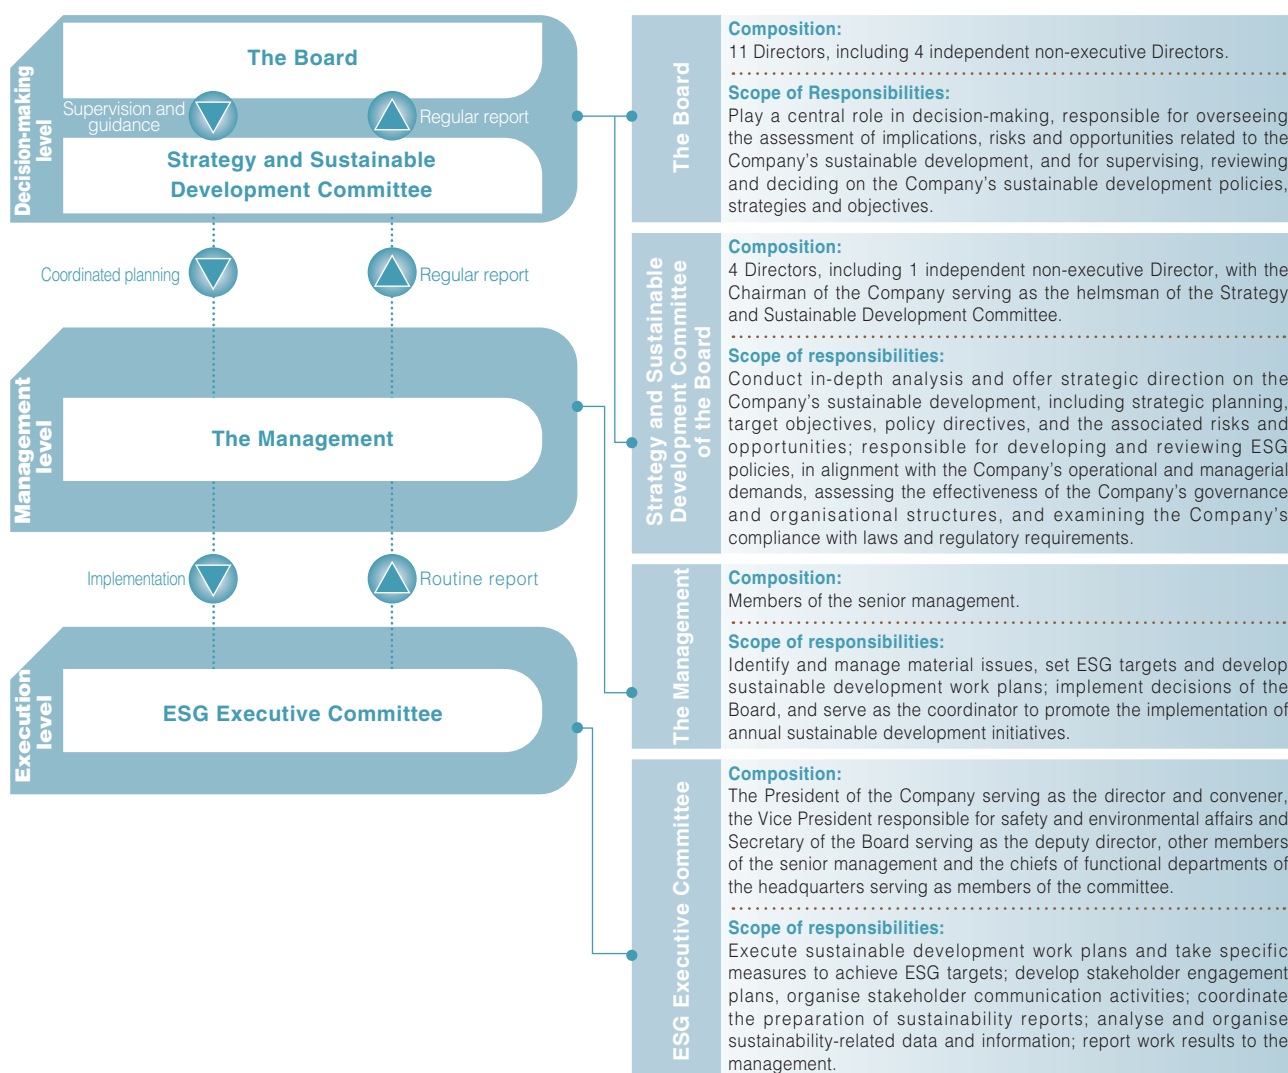 Decision-making
level
The Board
Supervision and
guidance
Regular report
Strategy and Sustainable
Development Committee
Coordinated planning
Regular report
Management
level
The Management
Implementation
Routine report
Execution
level
ESG Executive Committee
The Board
Composition:
11 Directors, including 4 independent non-executive Directors.
Scope of Responsibilities:
Play a central role in decision-making, responsible for overseeing
the assessment of implications, risks and opportunities related to the
Company's sustainable development, and for supervising, reviewing
and deciding on the Company's sustainable development policies,
strategies and objectives.
Strategy and Sustainable
Development Committee
of the Board
Composition:
4 Directors, including 1 independent non-executive Director, with the
Chairman of the Company serving as the helmsman of the Strategy
and Sustainable Development Committee.
Scope of responsibilities:
Conduct in-depth analysis and offer strategic direction on the
Company's sustainable development, including strategic planning,
target objectives, policy directives, and the associated risks and
opportunities; responsible for developing and reviewing ESG
policies, in alignment with the Company's operational and managerial
demands, assessing the effectiveness of the Company's governance
and organisational structures, and examining the Company's
compliance with laws and regulatory requirements.
The Management
Composition:
Members of the senior management.
Scope of responsibilities:
Identify and manage material issues, set ESG targets and develop
sustainable development work plans; implement decisions of the
Board, and serve as the coordinator to promote the implementation of
annual sustainable development initiatives.
ESG Executive Committee
Composition:
The President of the Company serving as the director and convener,
the Vice President responsible for safety and environmental affairs and
Secretary of the Board serving as the deputy director, other members
of the senior management and the chiefs of functional departments of
the headquarters serving as members of the committee.
Scope of responsibilities:
Execute sustainable development work plans and take specific
measures to achieve ESG targets; develop stakeholder engagement
plans, organise stakeholder communication activities; coordinate
the preparation of sustainability reports; analyse and organise
sustainability-related data and information; report work results to the
management.